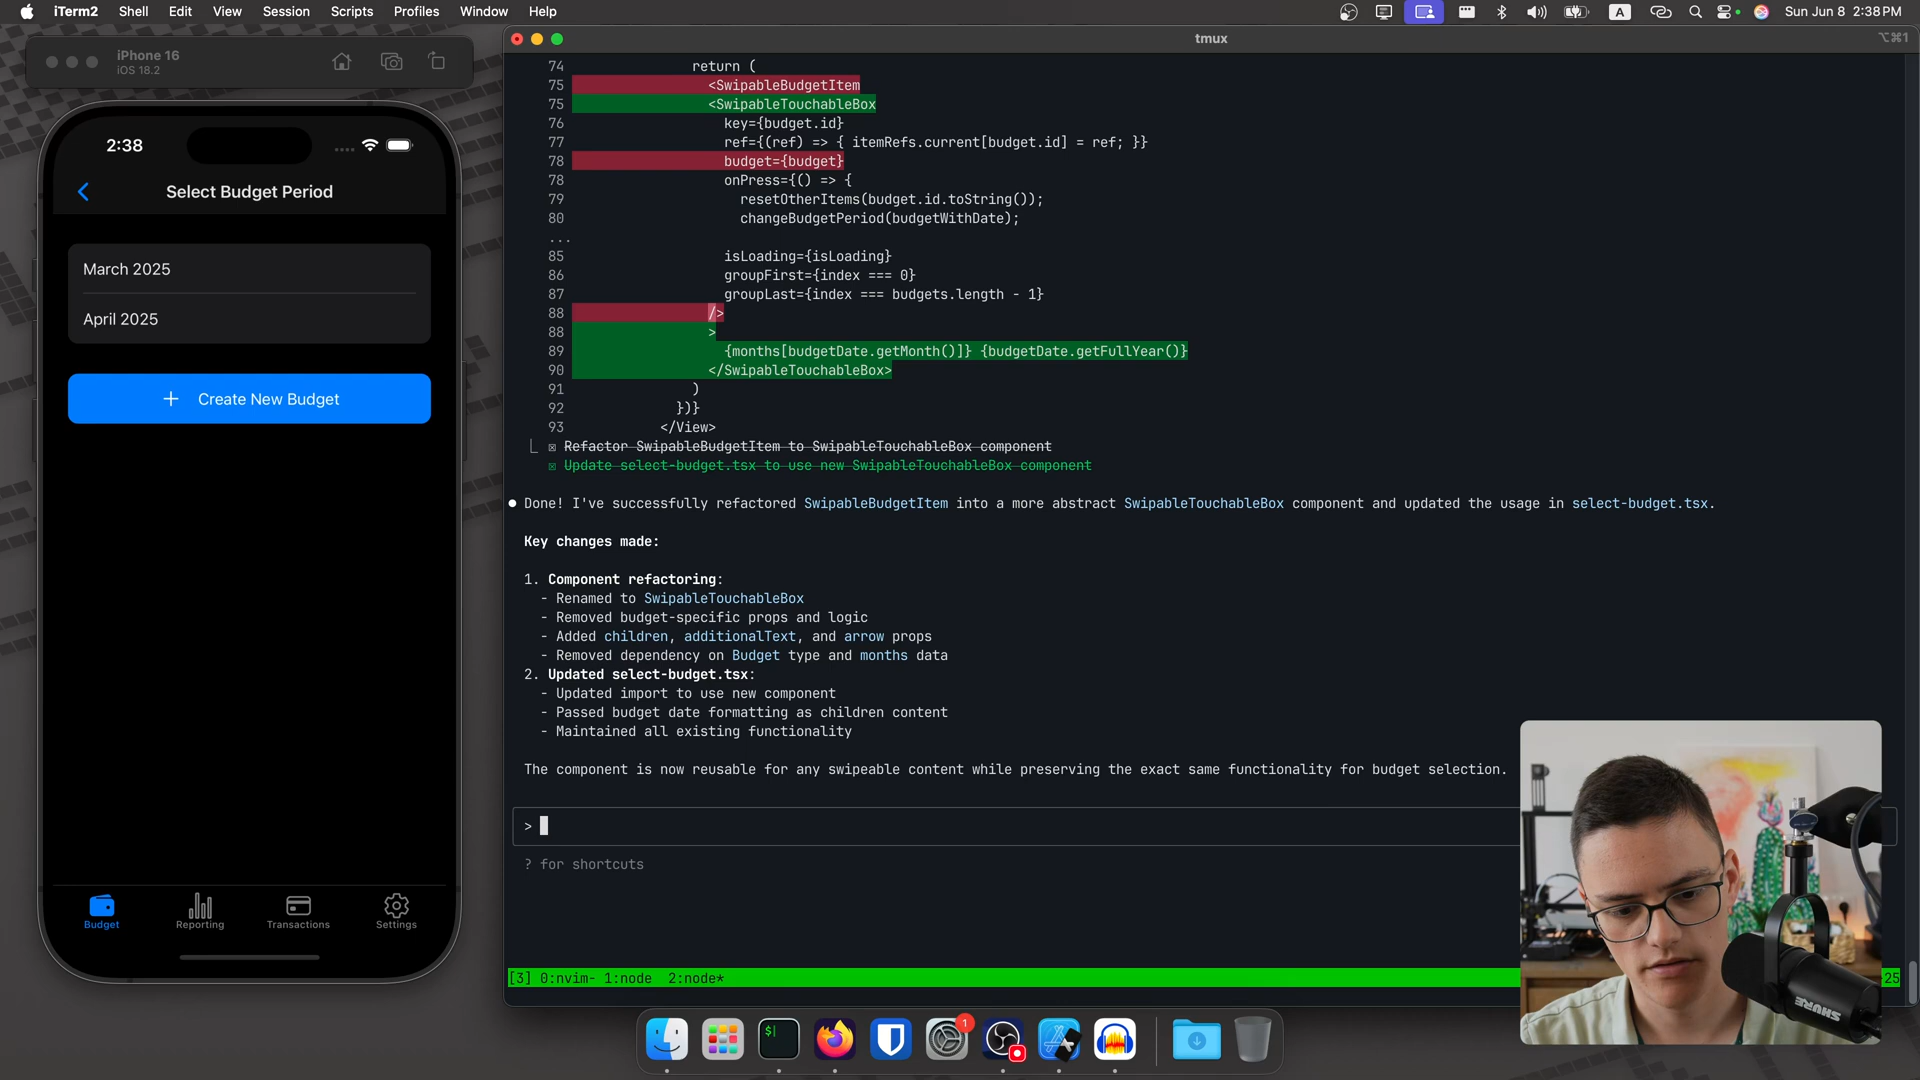 iTerm2 Shell Edit View Session Scripts Profiles Window Help
A
Sun Jun 8 2:38 PM
iPhone 16
iOS 18.2
2:38
Select Budget Period
March 2025
April 2025
Create New Budget
Budget
Reporting
Transactions
Settings
tmux
⌥⌘1
74 return (
75 <SwipableBudgetItem
75 <SwipableTouchableBox
76 key={budget.id}
77 ref={(ref) => { itemRefs.current[budget.id] = ref; }}
78 budget={budget}
78 onPress={() => {
79 resetOtherItems(budget.id.toString());
80 changeBudgetPeriod(budgetWithDate);
...
85 isLoading={isLoading}
86 groupFirst={index === 0}
87 groupLast={index === budgets.length - 1}
88 />
88 >
89 {months[budgetDate.getMonth()]} {budgetDate.getFullYear()}
90 </SwipableTouchableBox>
91 )
92 })}
93 </View>
☒ Refactor SwipableBudgetItem to SwipableTouchableBox component
☒ Update select-budget.tsx to use new SwipableTouchableBox component
● Done! I've successfully refactored SwipableBudgetItem into a more abstract SwipableTouchableBox component and updated the usage in select-budget.tsx.
Key changes made:
1. Component refactoring:
- Renamed to SwipableTouchableBox
- Removed budget-specific props and logic
- Added children, additionalText, and arrow props
- Removed dependency on Budget type and months data
2. Updated select-budget.tsx:
- Updated import to use new component
- Passed budget date formatting as children content
- Maintained all existing functionality
The component is now reusable for any swipeable content while preserving the exact same functionality for budget selection.
>
? for shortcuts
[3] 0:nvim- 1:node 2:node*
25
SHURE
$
1